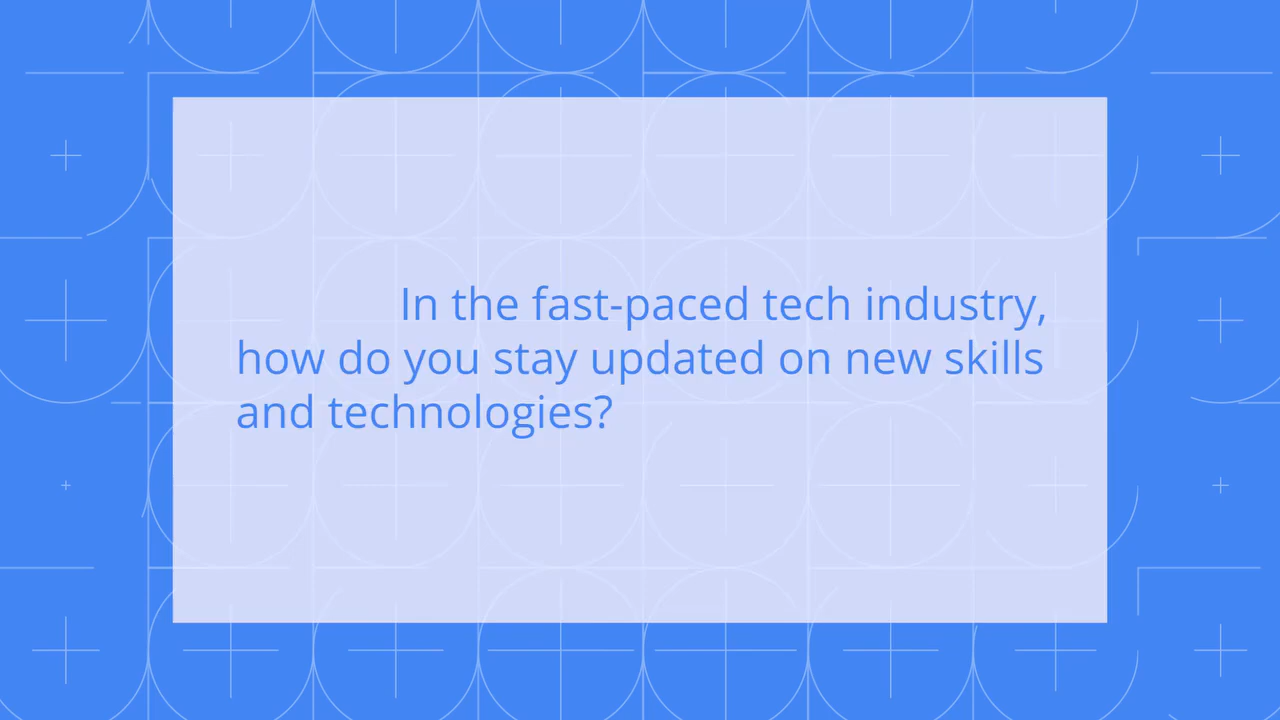 In the fast-paced tech industry,
how do you stay updated on new skills
and technologies?